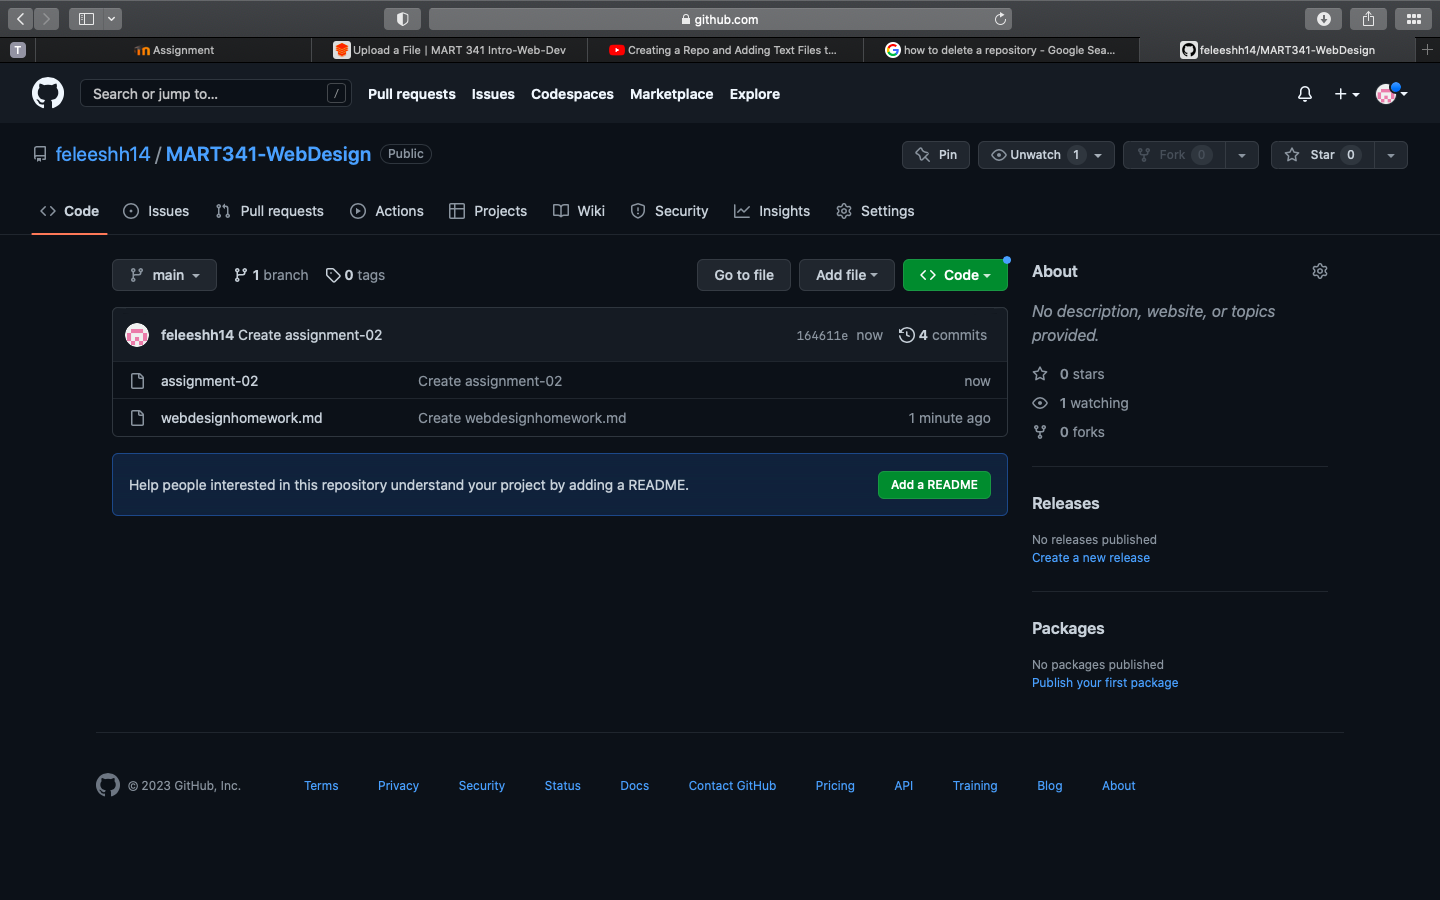 github.com
T
Assignment
Upload a File | MART 341 Intro-Web-Dev
Creating a Repo and Adding Text Files t...
how to delete a repository - Google Sea...
feleeshh14/MART341-WebDesign
Search or jump to...
/
Pull requests
Issues
Codespaces
Marketplace
Explore
feleeshh14 / MART341-WebDesign
Public
Pin
Unwatch 1
Fork 0
Star 0
Code
Issues
Pull requests
Actions
Projects
Wiki
Security
Insights
Settings
main
1 branch
0 tags
Go to file
Add file
Code
feleeshh14 Create assignment-02
164611e now
4 commits
assignment-02
Create assignment-02
now
webdesignhomework.md
Create webdesignhomework.md
1 minute ago
Help people interested in this repository understand your project by adding a README.
Add a README
About
No description, website, or topics
provided.
0 stars
1 watching
0 forks
Releases
No releases published
Create a new release
Packages
No packages published
Publish your first package
© 2023 GitHub, Inc.
Terms
Privacy
Security
Status
Docs
Contact GitHub
Pricing
API
Training
Blog
About